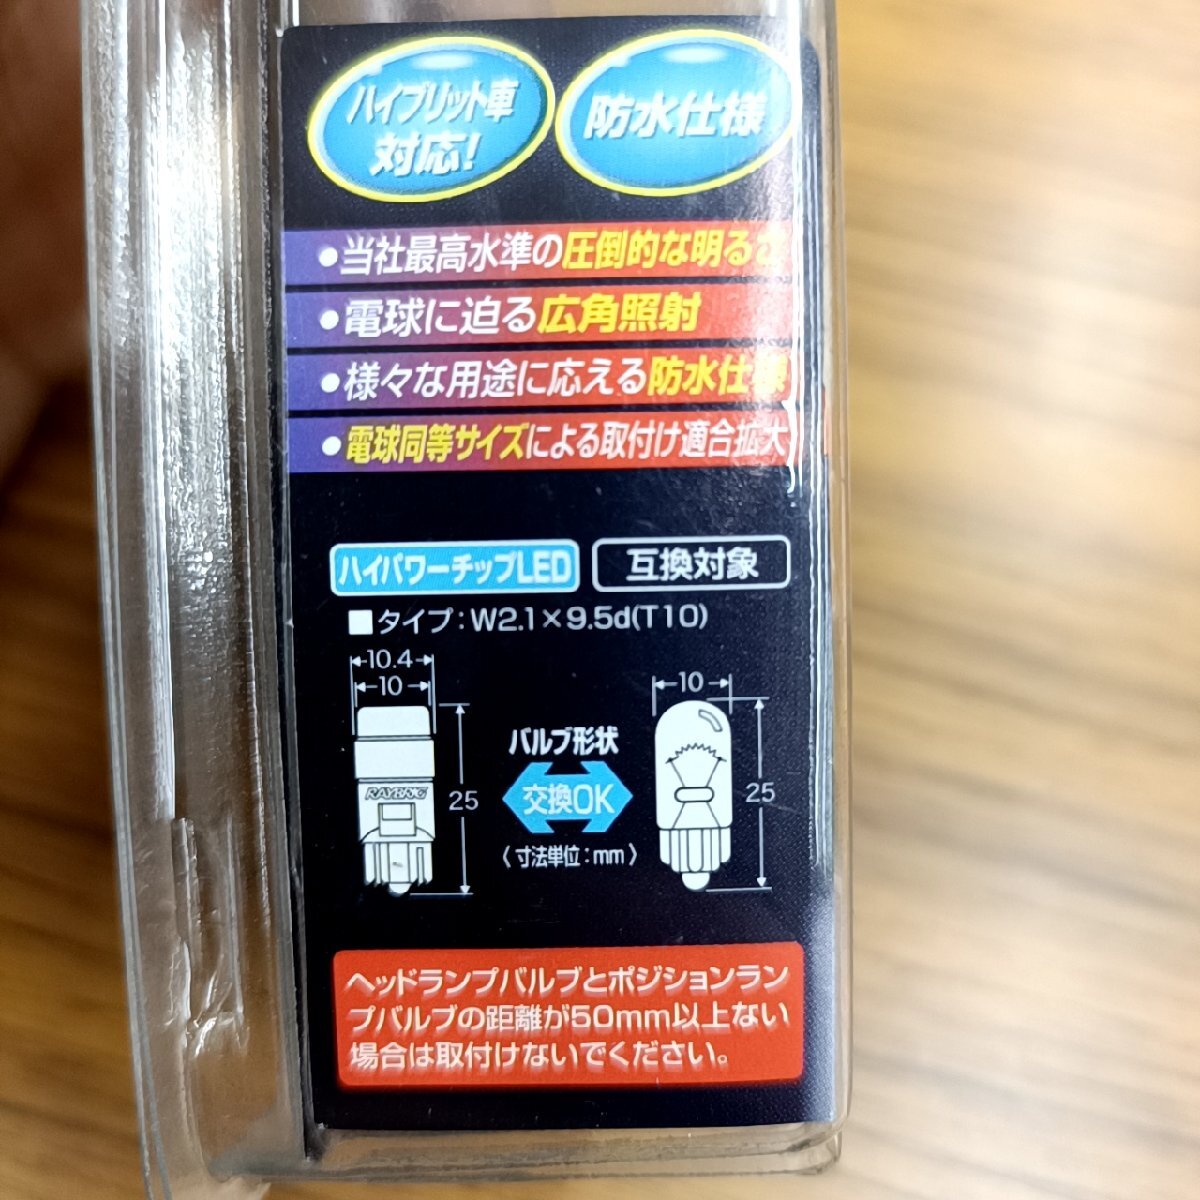 ハイブリット車
対応!
防水仕様
●当社最高水準の圧倒的な明るさ
●電球に迫る広角照射
●様々な用途に応える防水仕様
●電球同等サイズによる取付け適合拡大
ハイパワーチップLED
互換対象
■タイプ:W2.1×9.5d(T10)
10.4
10
10
バルブ形状
RAYBRIG
25
交換OK
25
〈寸法単位:mm〉
ヘッドランプバルブとポジションラン
プバルブの距離が50mm以上ない
場合は取付けないでください。